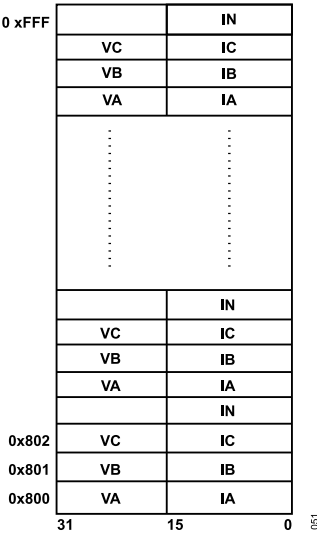 0 xFFF IN
VC IC
VB IB
VA IA
IN
VC IC
VB IB
VA IA
IN
0x802 VC IC
0x801 VB IB
0x800 VA IA
31 15 0
051